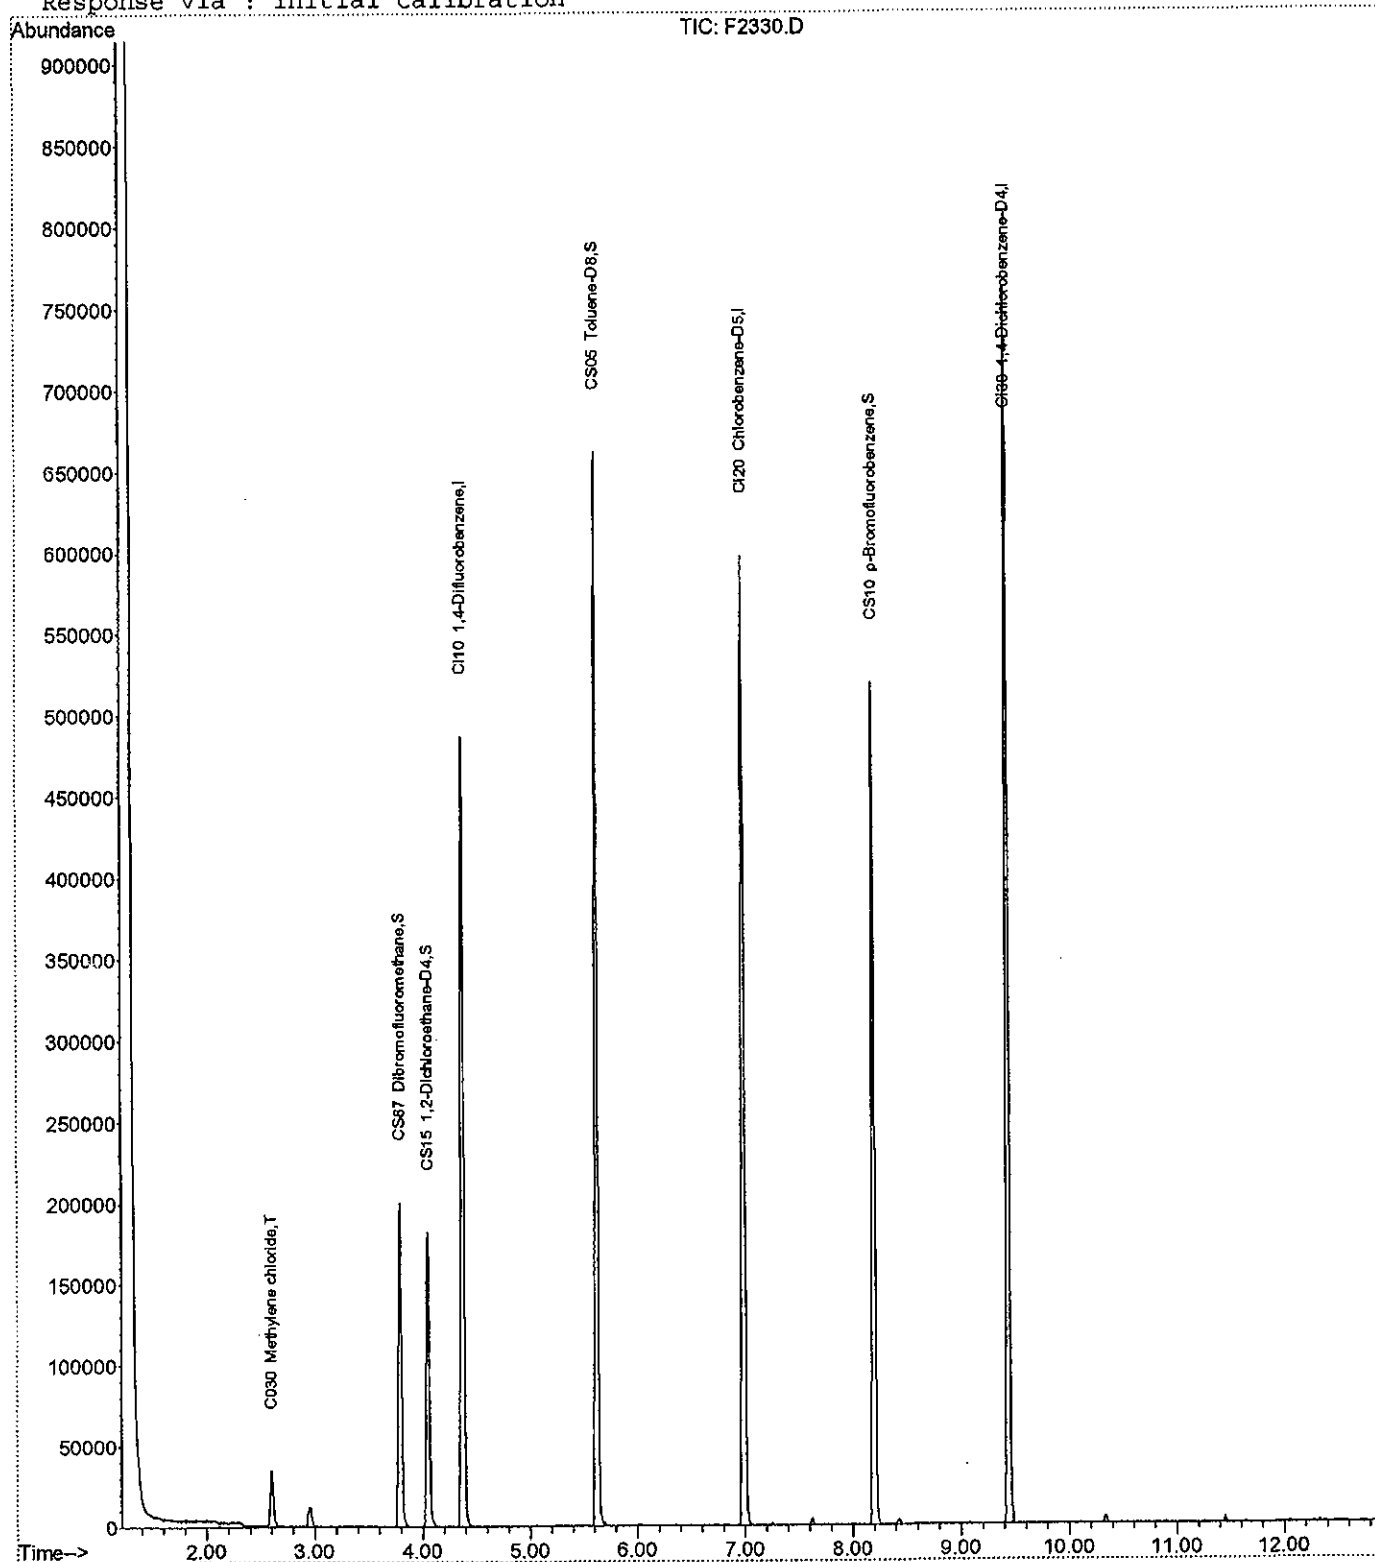 Response via : Initial Calibration
Abundance
TIC: F2330.D
900000
850000
800000
750000
700000
650000
600000
550000
500000
450000
400000
350000
300000
250000
200000
150000
100000
50000
0
C030 Methylene chloride,T
CS87 Dibromofluoromethane,S
CS15 1,2-Dichloroethane-D4,S
CI10 1,4-Difluorobenzene,I
CS05 Toluene-D8,S
CI20 Chlorobenzene-D5,I
CS10 p-Bromofluorobenzene,S
CI30 1,4-Dichlorobenzene-D4,I
Time-->
2.00 3.00 4.00 5.00 6.00 7.00 8.00 9.00 10.00 11.00 12.00